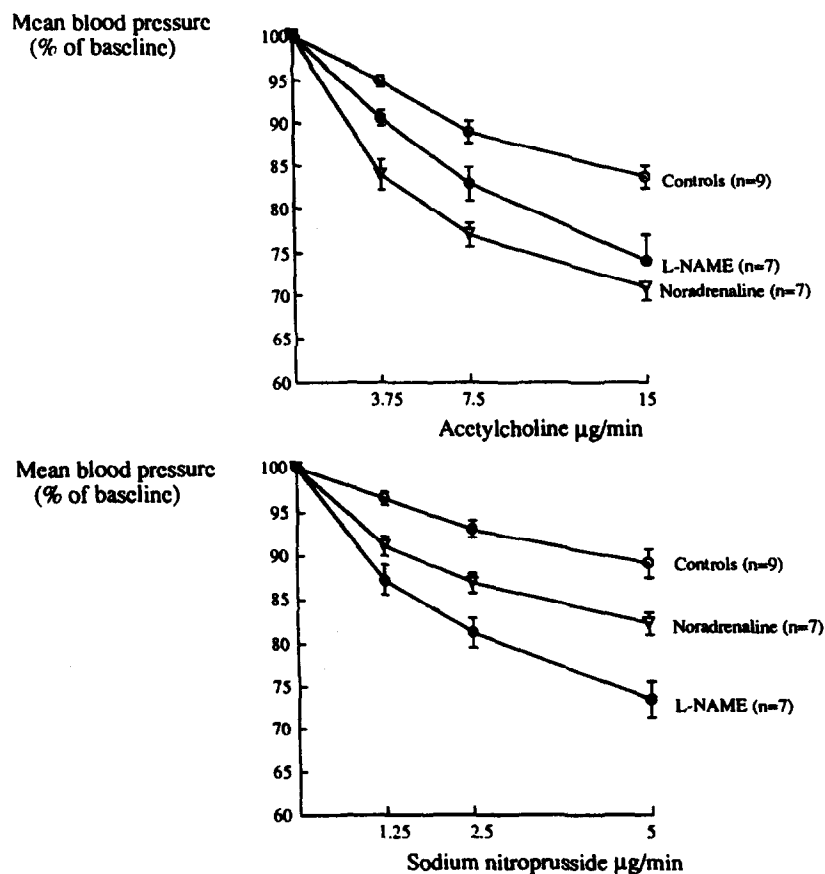 Mean blood pressure
(% of baseline)
100
95
90
85
80
75
70
65
60
Controls (n=9)
L-NAME (n=7)
Noradrenaline (n=7)
3.75 7.5 15
Acetylcholine µg/min
Mean blood pressure
(% of baseline)
100
95
90
85
80
75
70
65
60
Controls (n=9)
Noradrenaline (n=7)
L-NAME (n=7)
1.25 2.5 5
Sodium nitroprusside µg/min